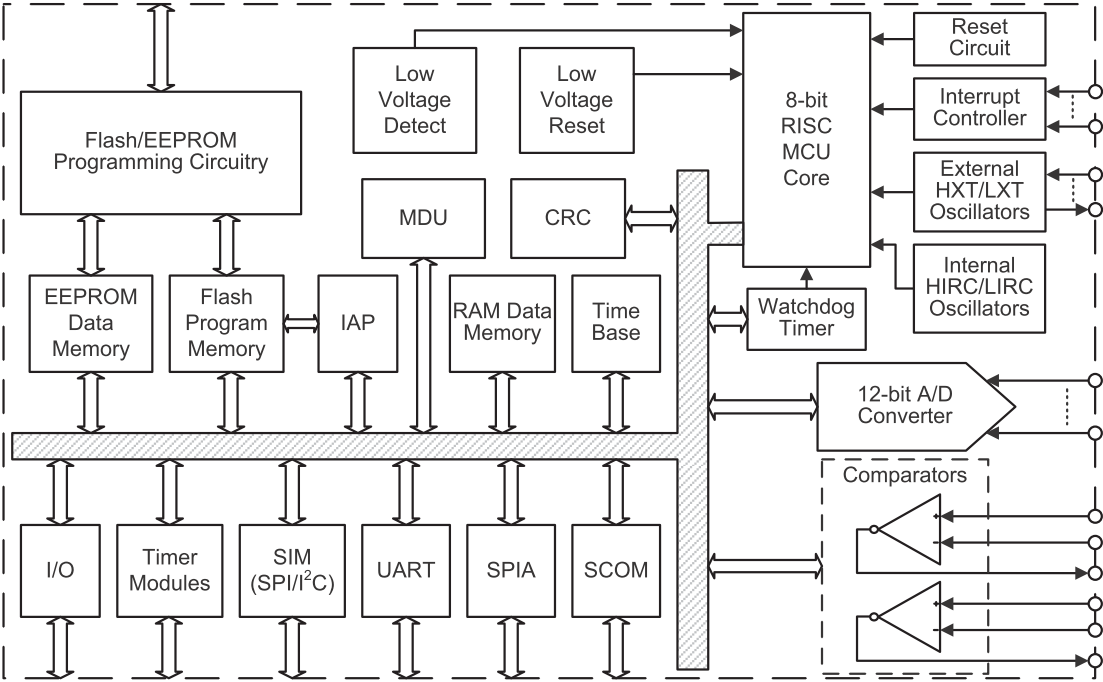 Flash/EEPROM
Programming Circuitry
Low
Voltage
Detect
Low
Voltage
Reset
8-bit
RISC
MCU
Core
Reset
Circuit
Interrupt
Controller
External
HXT/LXT
Oscillators
Internal
HIRC/LIRC
Oscillators
MDU
CRC
EEPROM
Data
Memory
Flash
Program
Memory
IAP
RAM Data
Memory
Time
Base
Watchdog
Timer
12-bit A/D
Converter
Comparators
+
-
+
-
I/O
Timer
Modules
SIM
(SPI/I²C)
UART
SPIA
SCOM